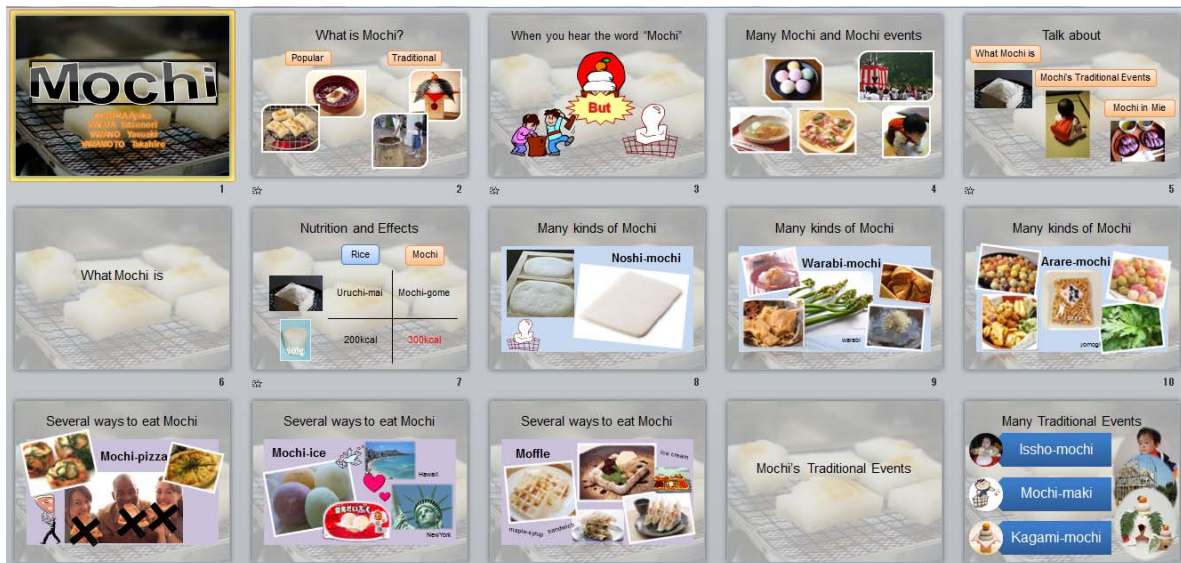 Mochi
YAMAMOTO Takahiro
1
What is Mochi?
Popular
Traditional
2
When you hear the word "Mochi"
But
3
Many Mochi and Mochi events
4
Talk about
What Mochi is
Mochi's Traditional Events
Mochi in Mie
5
What Mochi is
6
Nutrition and Effects
Rice
Mochi
Uruchi-mai
Mochi-gome
200kcal
300kcal
7
Many kinds of Mochi
Noshi-mochi
8
Many kinds of Mochi
Warabi-mochi
warabi
9
Many kinds of Mochi
Arare-mochi
yomogi
10
Several ways to eat Mochi
Mochi-pizza
Several ways to eat Mochi
Mochi-ice
Hawaii
NewYork
Several ways to eat Mochi
Moffle
ice cream
maple-syrup
sandwich
Mochi's Traditional Events
Many Traditional Events
Issho-mochi
Mochi-maki
Kagami-mochi